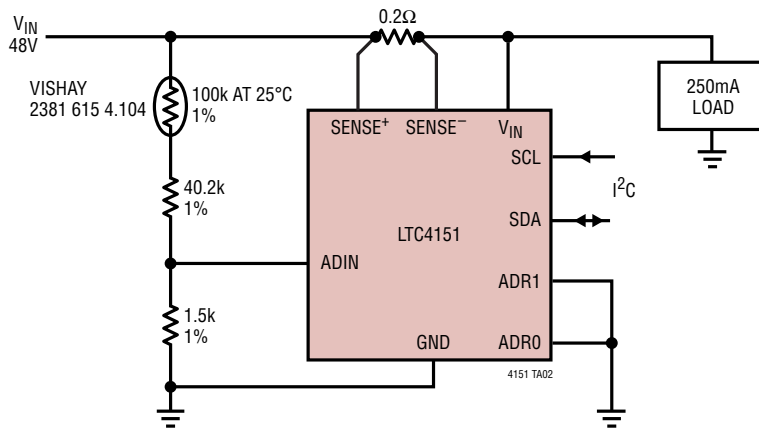 VIN
48V
0.2Ω
VISHAY
2381 615 4.104
100k AT 25°C
1%
250mA
LOAD
SENSE+ SENSE– VIN
SCL
I2C
40.2k
1%
SDA
LTC4151
ADIN
ADR1
1.5k
1%
GND
ADR0
4151 TA02